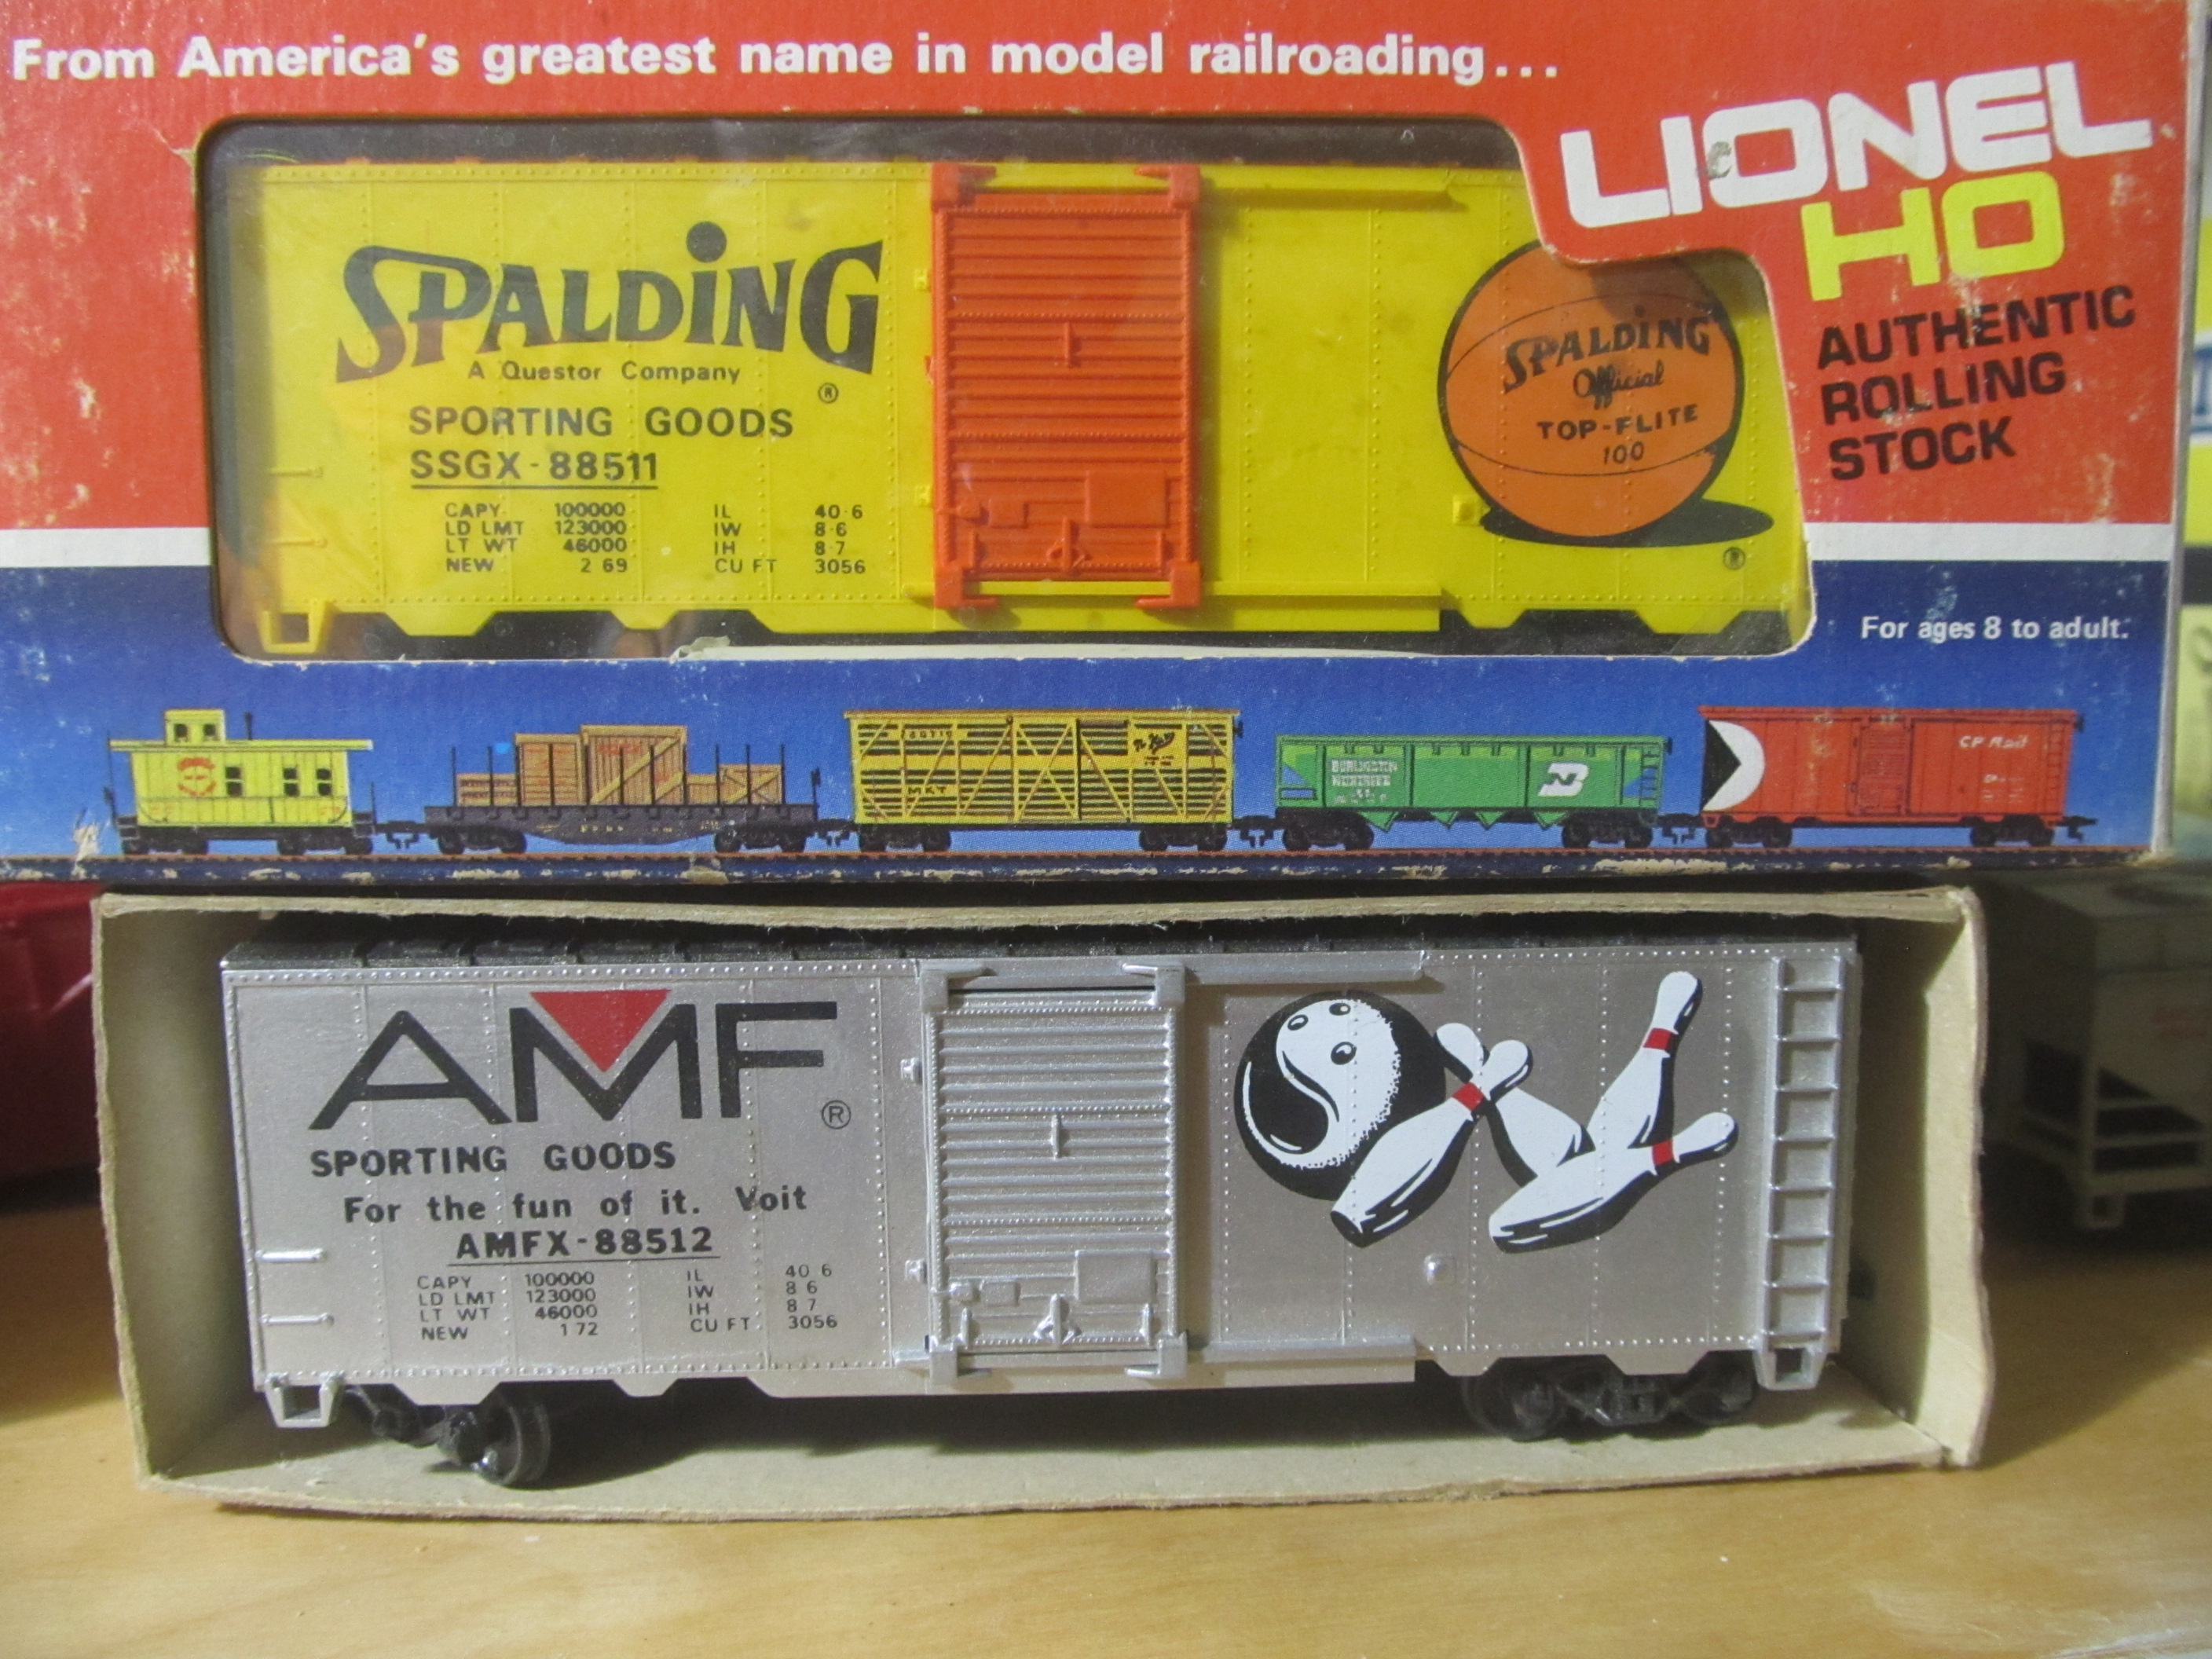 From America's greatest name in model railroading...
LIONEL
HO
AUTHENTIC
ROLLING
STOCK
For ages 8 to adult.
SPALDING
A Questor Company
®
SPORTING GOODS
SSGX-88511
CAPY 100000 IL 40 6
LD LMT 123000 IW 8 6
LT WT 46000 IH 8 7
NEW 2 69 CU FT 3056
SPALDING
Official
TOP-FLITE
100
®
MKT
BURLINGTON
NORTHERN
CP Rail
AMF
®
SPORTING GOODS
For the fun of it. Voit
AMFX-88512
CAPY 100000 IL 40 6
LD LMT 123000 IW 8 6
LT WT 46000 IH 8 7
NEW 1 72 CU FT 3056